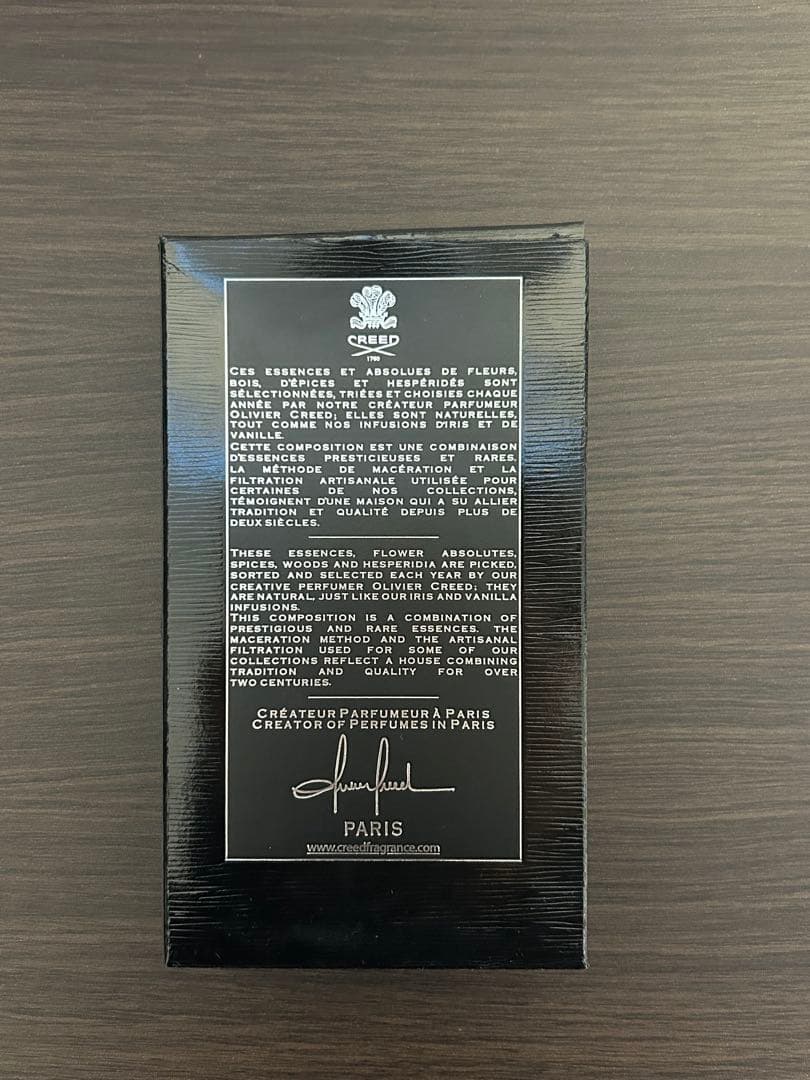 CREED
1760
CES ESSENCES ET ABSOLUES DE FLEURS,
BOIS, D'ÉPICES ET HESPÉRIDÉS SONT
SÉLECTIONNÉES, TRIÉES ET CHOISIES CHAQUE
ANNÉE PAR NOTRE CRÉATEUR PARFUMEUR
OLIVIER CREED; ELLES SONT NATURELLES,
TOUT COMME NOS INFUSIONS D'IRIS ET DE
VANILLE.
CETTE COMPOSITION EST UNE COMBINAISON
D'ESSENCES PRESTICIEUSES ET RARES.
LA MÉTHODE DE MACÉRATION ET LA
FILTRATION ARTISANALE UTILISÉE POUR
CERTAINES DE NOS COLLECTIONS,
TÉMOIGNENT D'UNE MAISON QUI A SU ALLIER
TRADITION ET QUALITÉ DEPUIS PLUS DE
DEUX SIÈCLES.
THESE ESSENCES, FLOWER ABSOLUTES,
SPICES, WOODS AND HESPERIDIA ARE PICKED,
SORTED AND SELECTED EACH YEAR BY OUR
CREATIVE PERFUMER OLIVIER CREED; THEY
ARE NATURAL, JUST LIKE OUR IRIS AND VANILLA
INFUSIONS.
THIS COMPOSITION IS A COMBINATION OF
PRESTIGIOUS AND RARE ESSENCES. THE
MACERATION METHOD AND THE ARTISANAL
FILTRATION USED FOR SOME OF OUR
COLLECTIONS REFLECT A HOUSE COMBINING
TRADITION AND QUALITY FOR OVER
TWO CENTURIES.
CRÉATEUR PARFUMEUR À PARIS
CREATOR OF PERFUMES IN PARIS
Olivier Creed
PARIS
www.creedfragrance.com